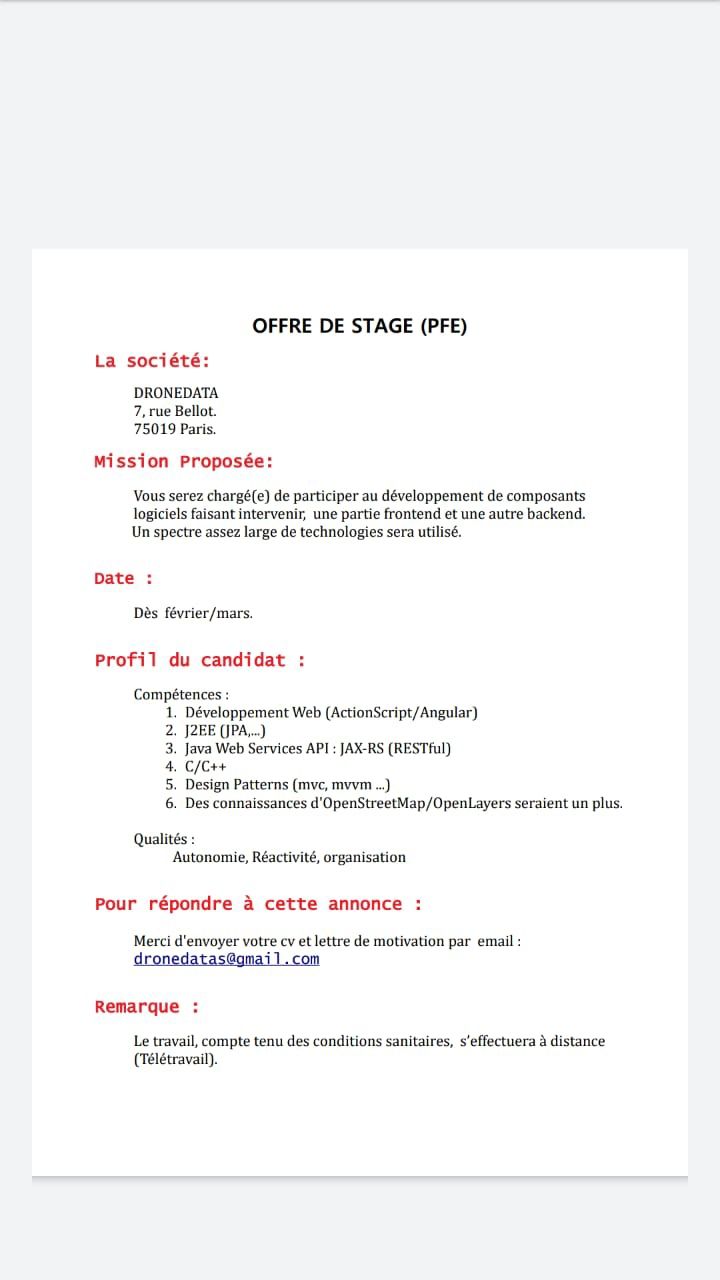 OFFRE DE STAGE (PFE)
La société:
DRONEDATA
7, rue Bellot.
75019 Paris.
Mission Proposée:
Vous serez chargé(e) de participer au développement de composants
logiciels faisant intervenir, une partie frontend et une autre backend.
Un spectre assez large de technologies sera utilisé.
Date :
Dès février/mars.
Profil du candidat :
Compétences :
1. Développement Web (ActionScript/Angular)
2. J2EE (JPA,...)
3. Java Web Services API : JAX-RS (RESTful)
4. C/C++
5. Design Patterns (mvc, mvvm ...)
6. Des connaissances d'OpenStreetMap/OpenLayers seraient un plus.
Qualités :
Autonomie, Réactivité, organisation
Pour répondre à cette annonce :
Merci d'envoyer votre cv et lettre de motivation par email :
dronedatas@gmail.com
Remarque :
Le travail, compte tenu des conditions sanitaires, s’effectuera à distance
(Télétravail).